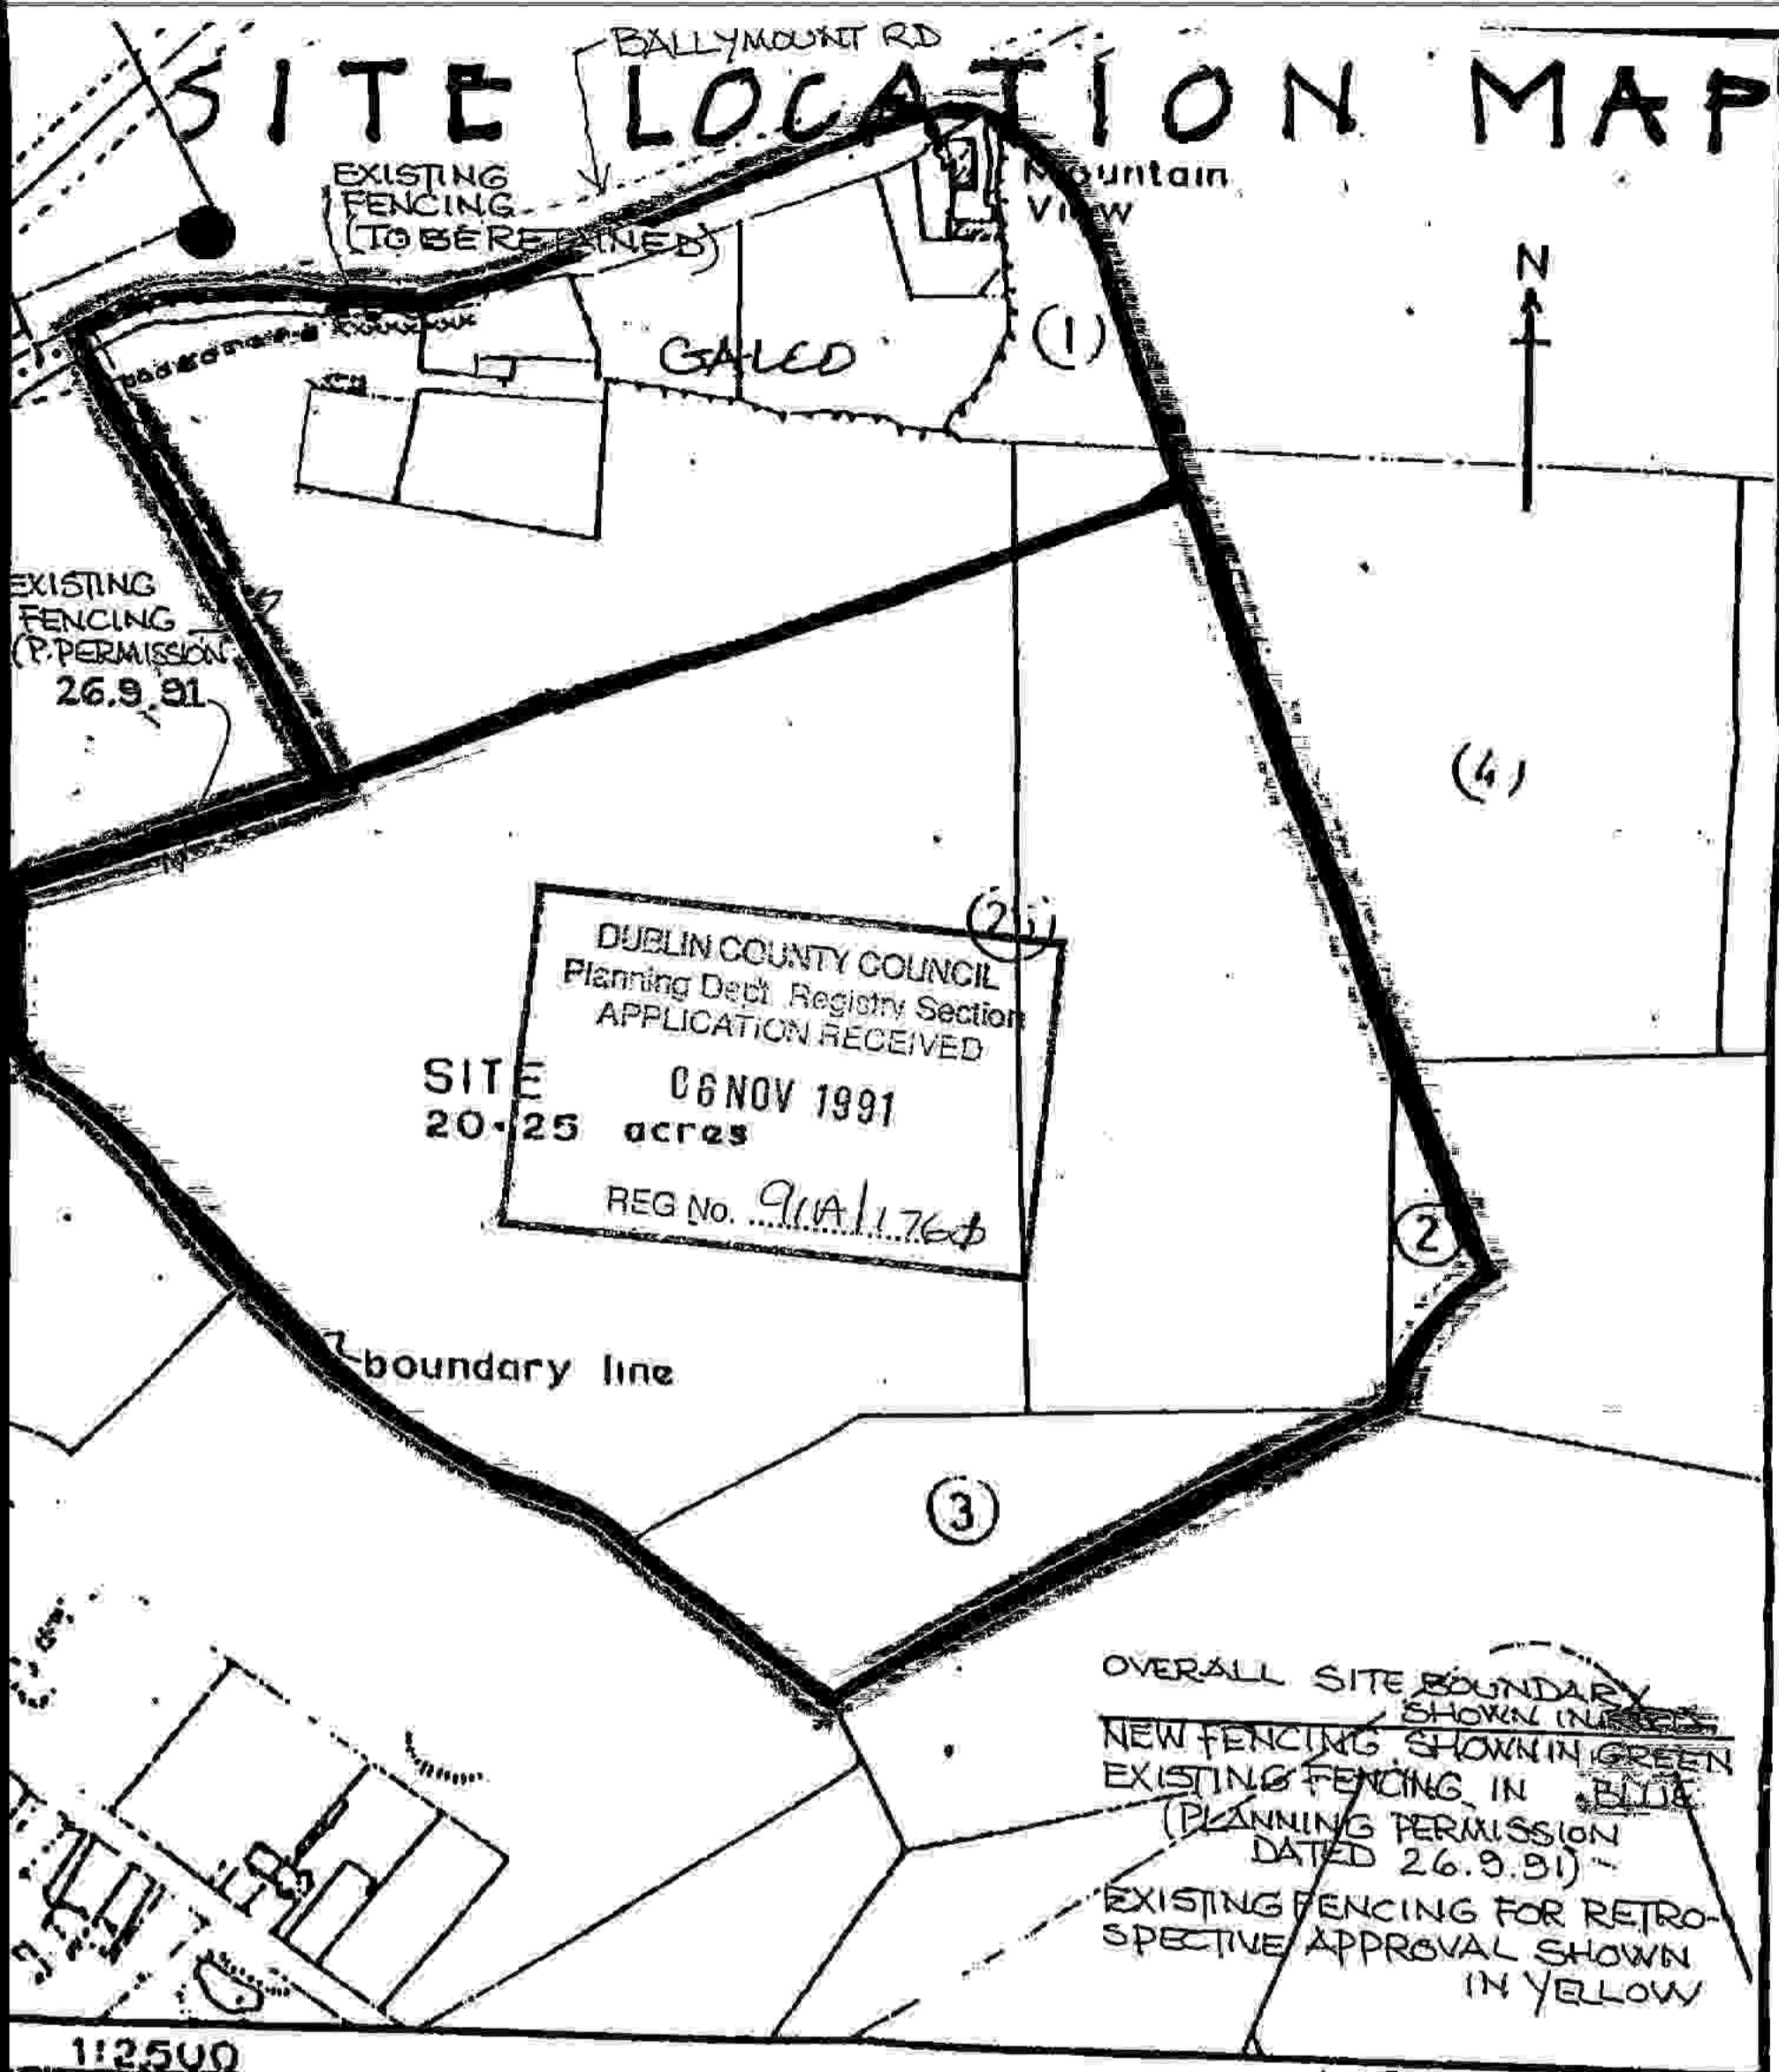 BALLYMOUNT RD
SITE LOCATION MAP
EXISTING
FENCING
(TO BE RETAINED)
Mountain
View
N
(1)
GALCO
EXISTING
FENCING
(P. PERMISSION
26.9.91
(4)
DUBLIN COUNTY COUNCIL
Planning Dept. Registry Section
APPLICATION RECEIVED
06 NOV 1991
REG No. 91A/1760
SITE
20·25 acres
2
boundary line
3
OVERALL SITE BOUNDARY
SHOWN IN RED
NEW FENCING SHOWN IN GREEN
EXISTING FENCING IN BLUE
(PLANNING PERMISSION
DATED 26.9.91)
EXISTING FENCING FOR RETRO-
SPECTIVE APPROVAL SHOWN
IN YELLOW
1:2500